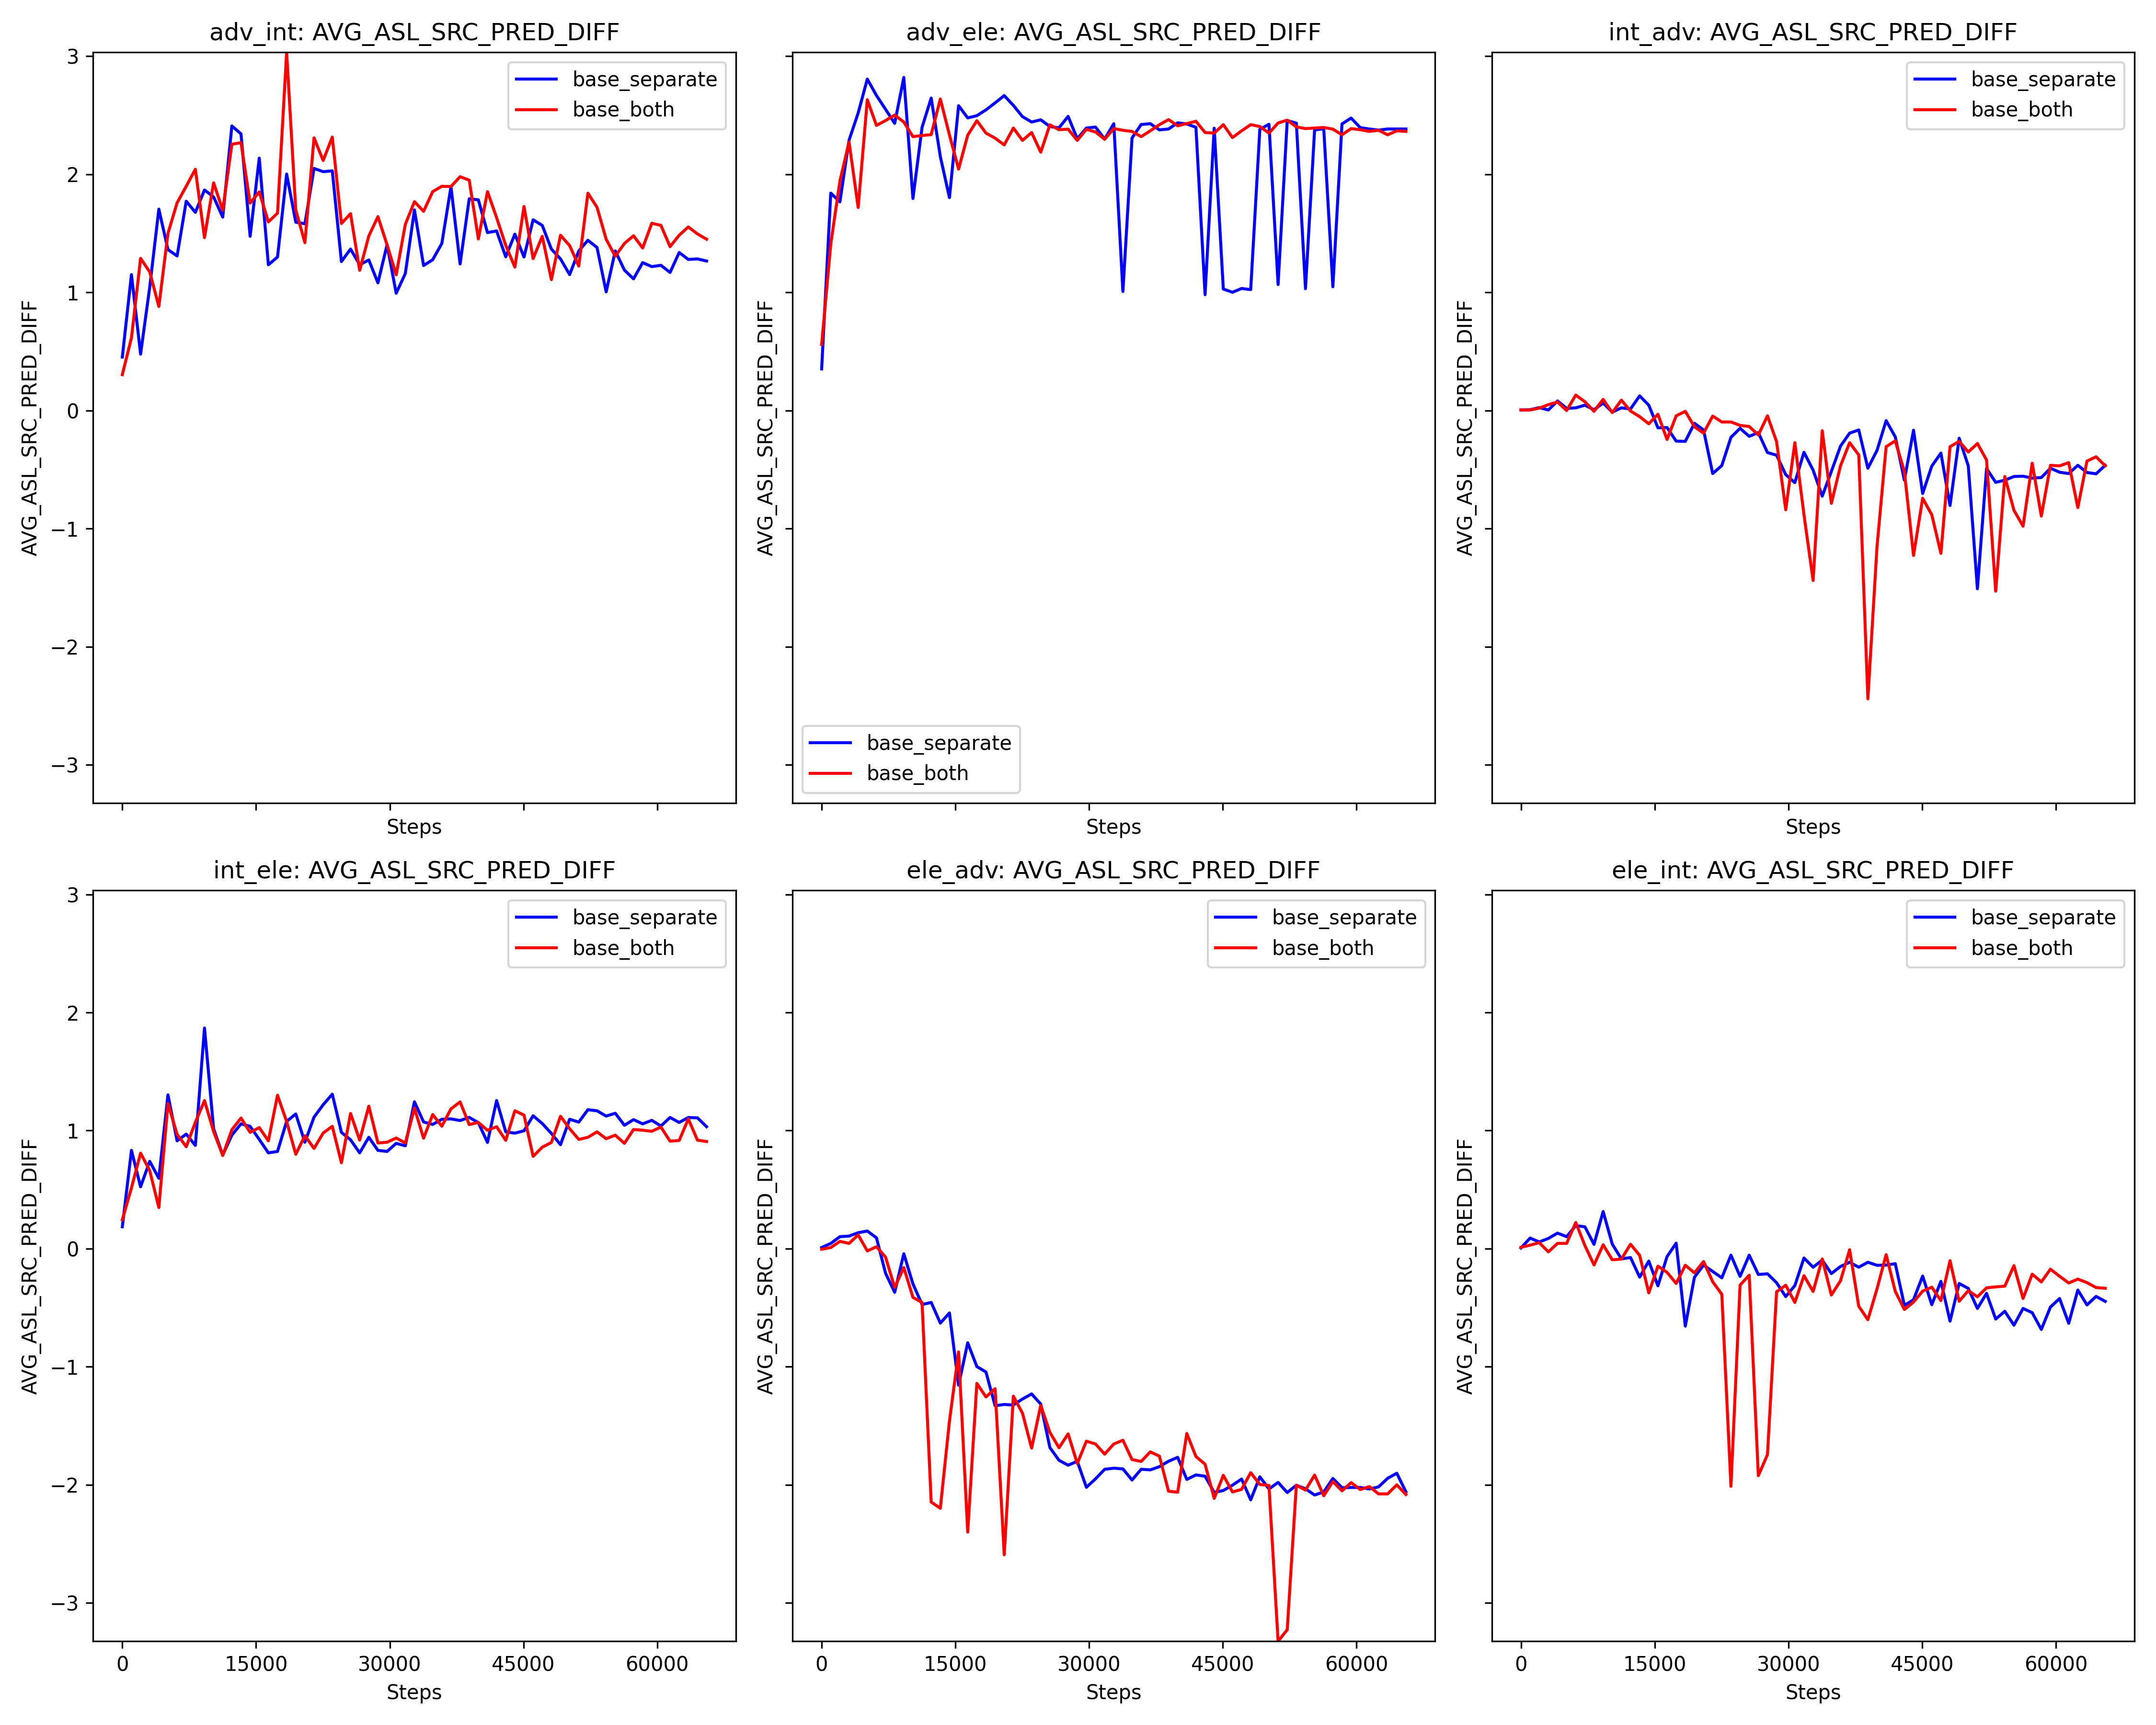 adv_int: AVG_ASL_SRC_PRED_DIFF
AVG_ASL_SRC_PRED_DIFF
3
2
1
0
−1
−2
−3
base_separate
base_both
Steps
adv_ele: AVG_ASL_SRC_PRED_DIFF
AVG_ASL_SRC_PRED_DIFF
base_separate
base_both
Steps
int_adv: AVG_ASL_SRC_PRED_DIFF
AVG_ASL_SRC_PRED_DIFF
base_separate
base_both
Steps
int_ele: AVG_ASL_SRC_PRED_DIFF
AVG_ASL_SRC_PRED_DIFF
3
2
1
0
−1
−2
−3
base_separate
base_both
0 15000 30000 45000 60000
Steps
ele_adv: AVG_ASL_SRC_PRED_DIFF
AVG_ASL_SRC_PRED_DIFF
base_separate
base_both
0 15000 30000 45000 60000
Steps
ele_int: AVG_ASL_SRC_PRED_DIFF
AVG_ASL_SRC_PRED_DIFF
base_separate
base_both
0 15000 30000 45000 60000
Steps